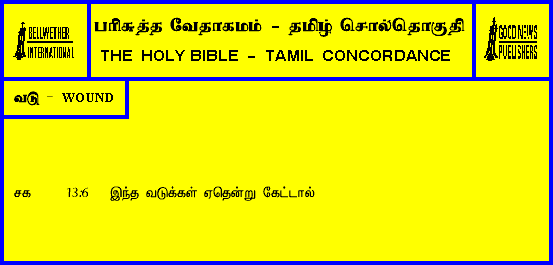 BELLWETHER
INTERNATIONAL
பரிசுத்த வேதாகமம் - தமிழ் சொல்தொகுதி
THE HOLY BIBLE - TAMIL CONCORDANCE
GOOD NEWS
PUBLISHERS
வடு - WOUND
சக 13:6 இந்த வடுக்கள் ஏதென்று கேட்டால்